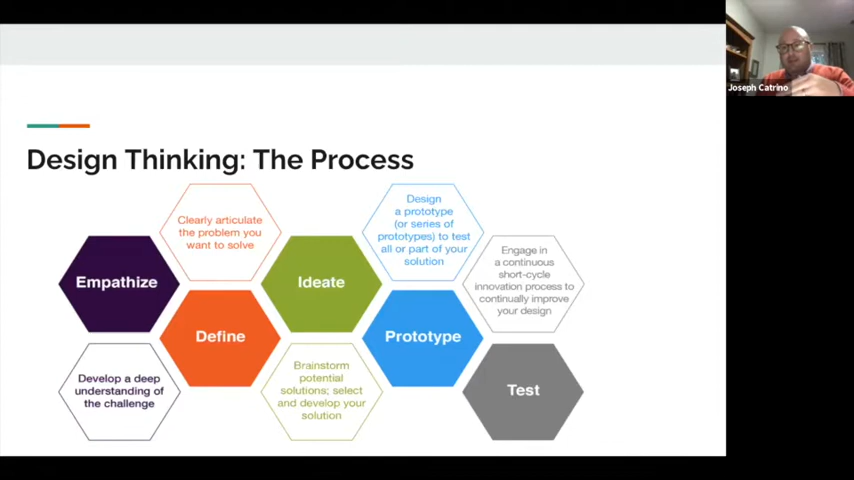 Joseph Catrino
Design Thinking: The Process
Empathize
Develop a deep
understanding of
the challenge
Clearly articulate
the problem you
want to solve
Define
Ideate
Brainstorm
potential
solutions; select
and develop your
solution
Design
a prototype
(or series of
prototypes) to test
all or part of your
solution
Prototype
Engage in
a continuous
short-cycle
innovation process to
continually improve
your design
Test